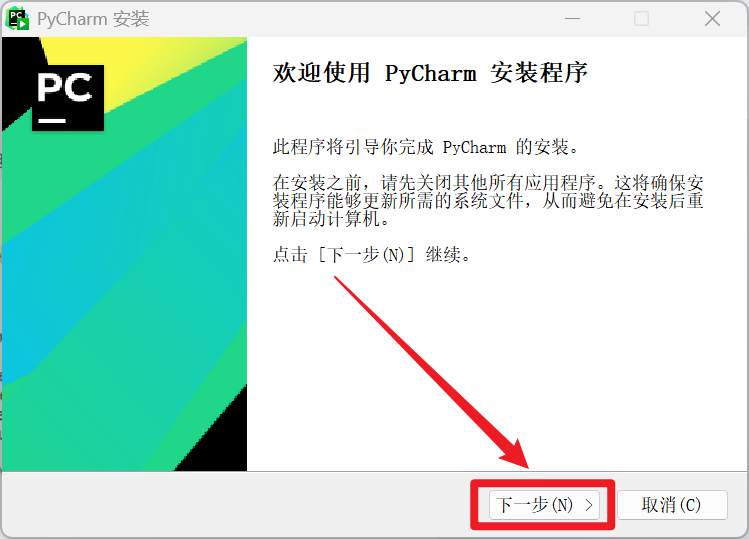 PyCharm 安装
PC
欢迎使用 PyCharm 安装程序
此程序将引导你完成 PyCharm 的安装。
在安装之前，请先关闭其他所有应用程序。这将确保安
装程序能够更新所需的系统文件，从而避免在安装后重
新启动计算机。
点击 [下一步(N)] 继续。
下一步(N) >
取消(C)